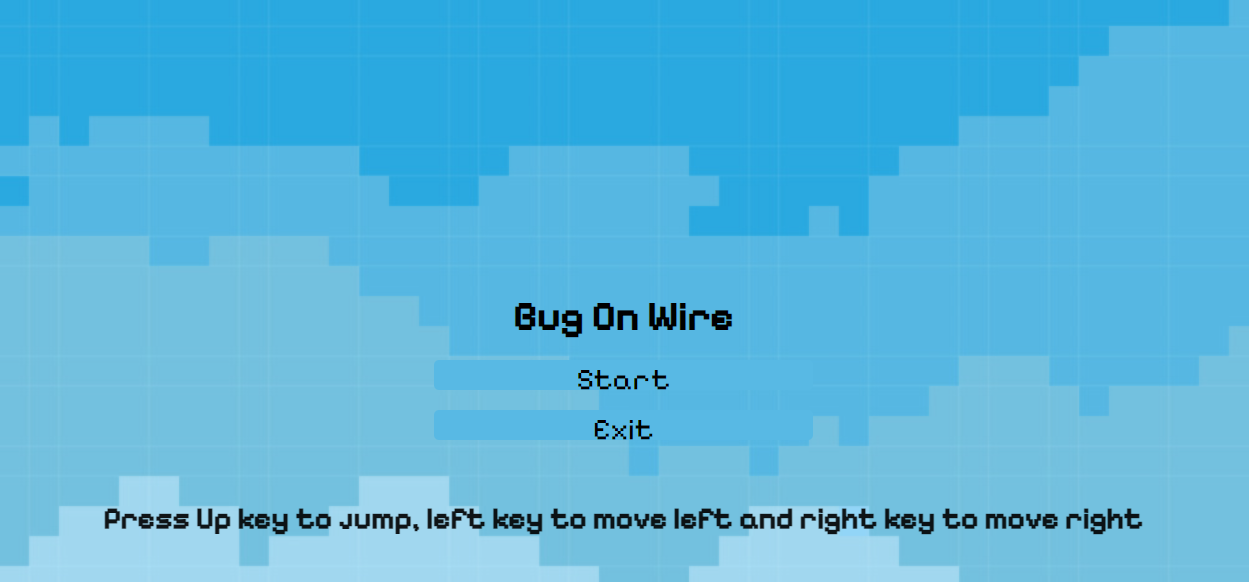 Bug On Wire
Start
Exit
Press Up key to Jump, left key to move left and right key to move right